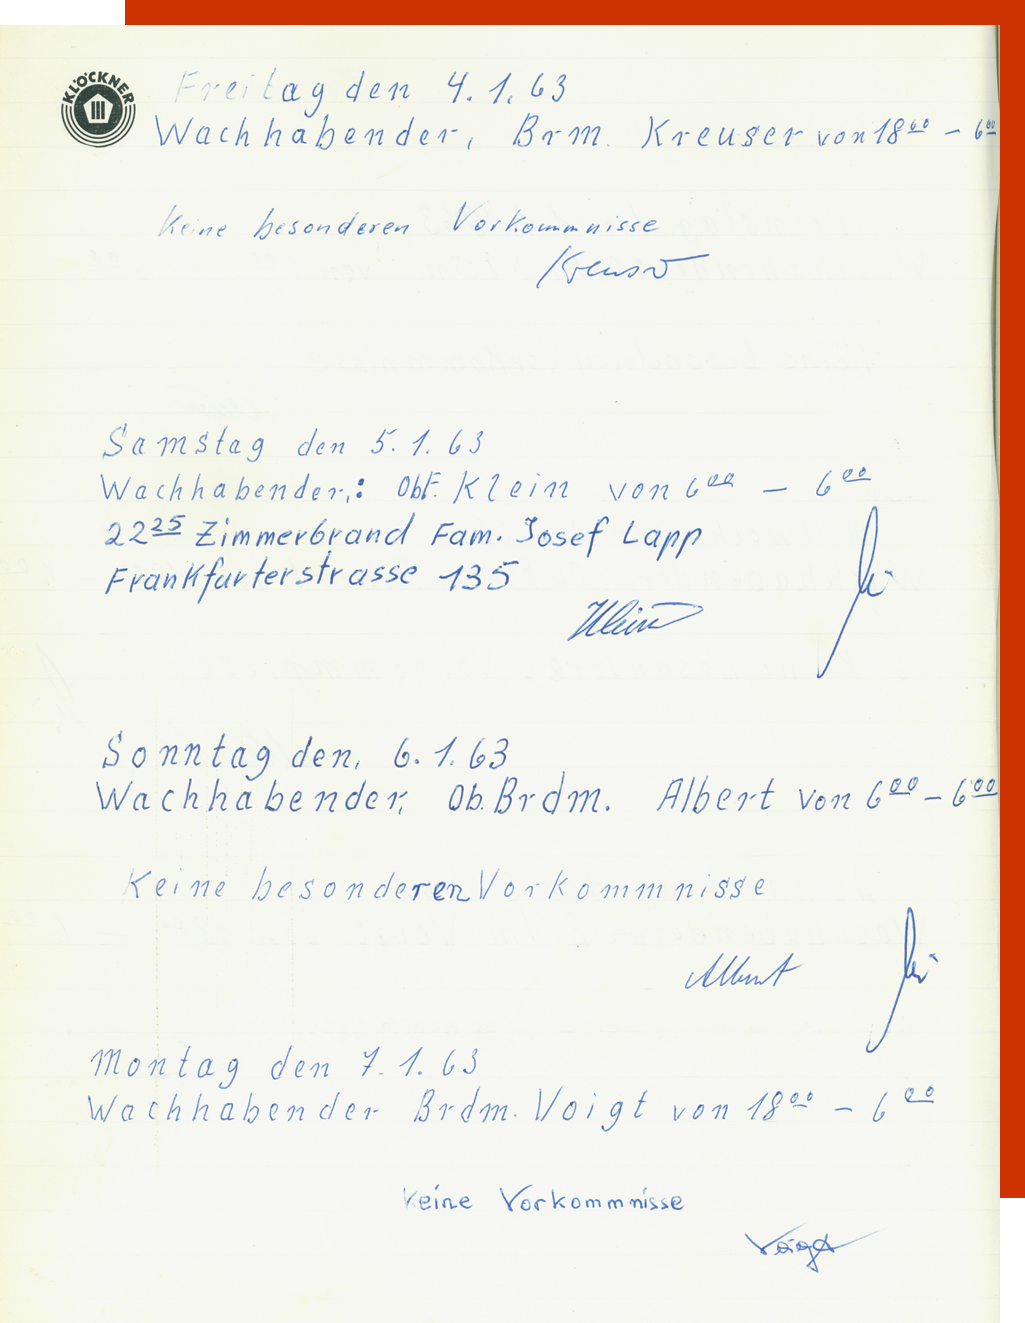 KLÖCKNER
Freitag den 4.1.63
Wachhabender, Brm. Kreuser von 18⁰⁰ – 6⁰⁰
Keine besonderen Vorkommnisse
Kreuser
Samstag den 5.1.63
Wachhabender,: Obf. Klein von 6⁰⁰ – 6⁰⁰
22²⁵ Zimmerbrand Fam. Josef Lapp
Frankfurterstrasse 135
Klein
Sonntag den, 6.1.63
Wachhabender, Ob. Brdm. Albert von 6⁰⁰ – 6⁰⁰
Keine besonderen Vorkommnisse
Albert
Montag den 7.1.63
Wachhabender Brdm. Voigt von 18⁰⁰ – 6⁰⁰
Keine Vorkommnisse
Voigt